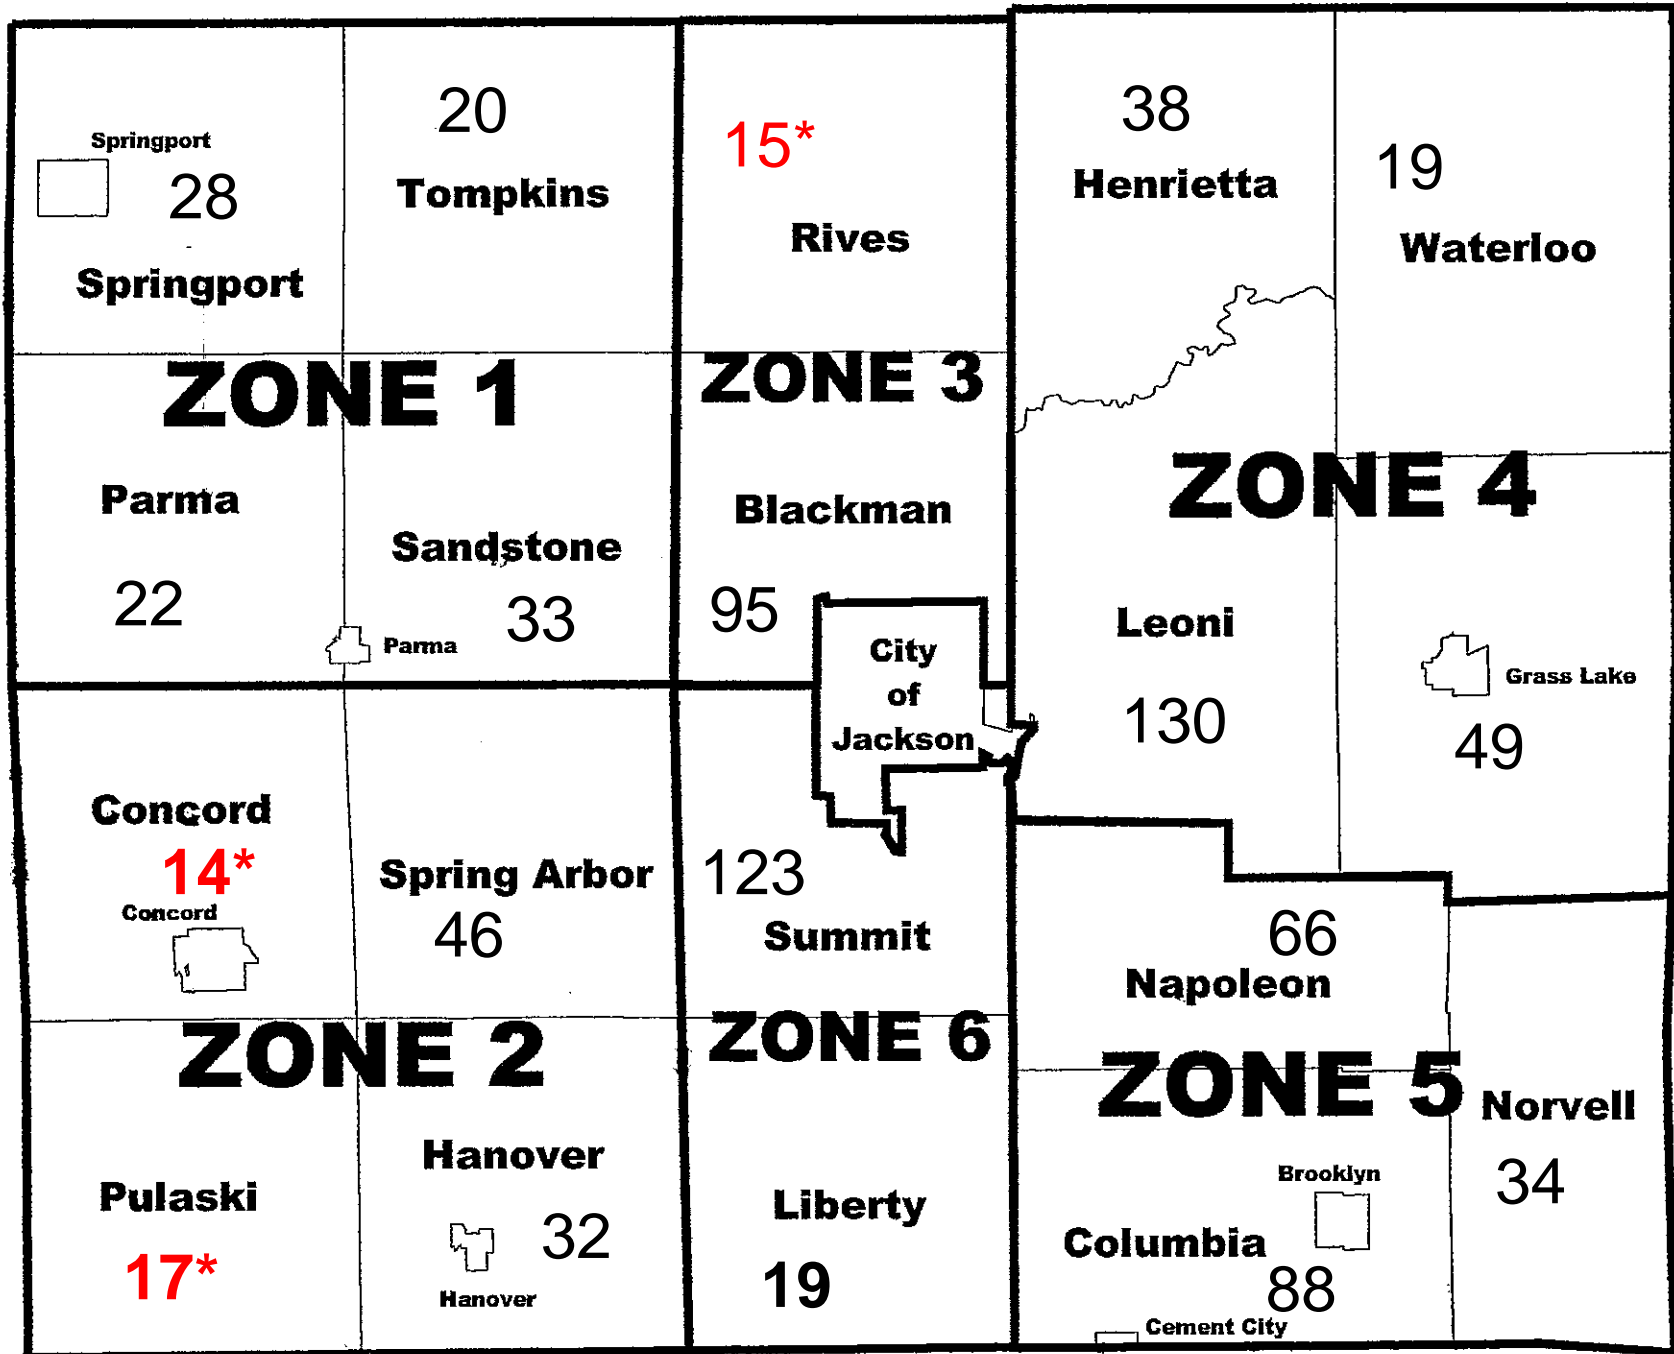 Springport
28
Springport
20
Tompkins
15*
Rives
38
Henrietta
19
Waterloo
ZONE 1
ZONE 3
ZONE 4
Parma
22
Sandstone
33
Parma
Blackman
95
City
of
Jackson
Leoni
130
Grass Lake
49
Concord
14*
Concord
Spring Arbor
46
123
Summit
66
Napoleon
ZONE 2
ZONE 6
ZONE 5
Norvell
34
Pulaski
17*
Hanover
32
Hanover
Liberty
19
Brooklyn
Columbia
88
Cement City